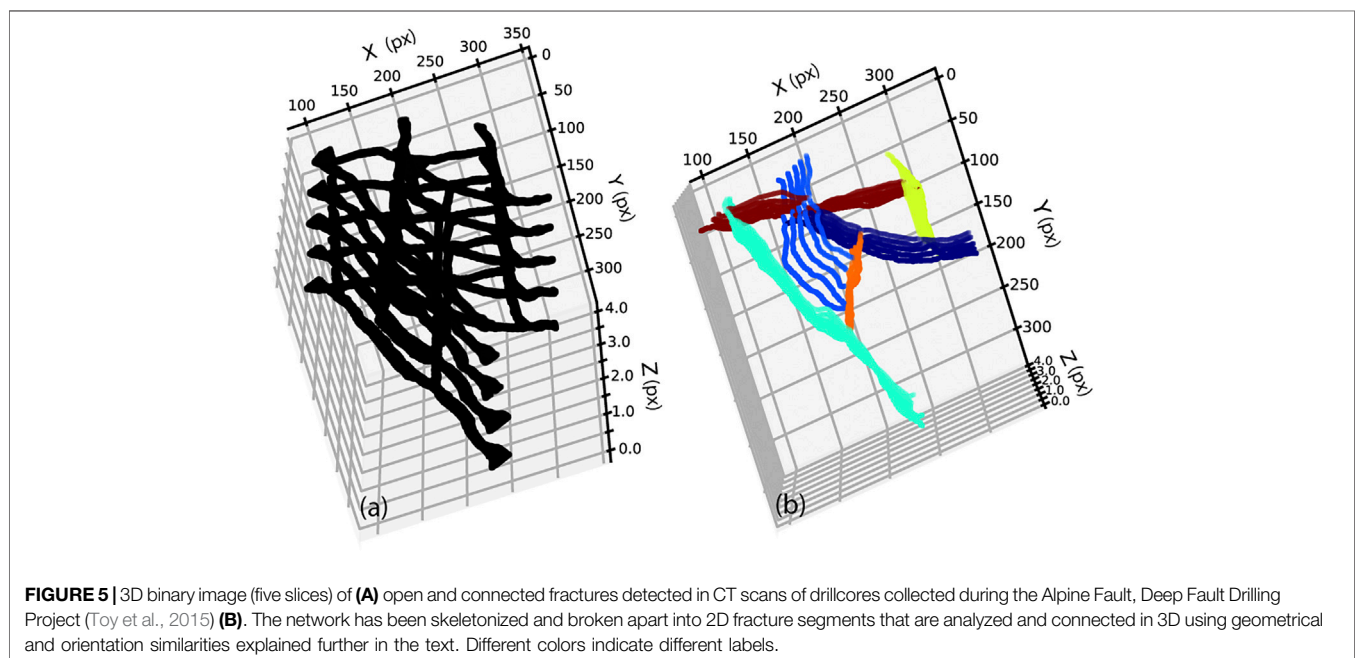 X (px)
100 150 200 250 300 350
0
50
100
150
200
250
300
Y (px)
4.0
3.0
2.0
1.0
0.0
Z (px)
(a)
X (px)
100 150 200 250 300
0
50
100
150
200
250
300
Y (px)
4.0
3.0
2.0
1.0
0.0
Z (px)
(b)
FIGURE 5 | 3D binary image (five slices) of (A) open and connected fractures detected in CT scans of drillcores collected during the Alpine Fault, Deep Fault Drilling
Project (Toy et al., 2015) (B). The network has been skeletonized and broken apart into 2D fracture segments that are analyzed and connected in 3D using geometrical
and orientation similarities explained further in the text. Different colors indicate different labels.